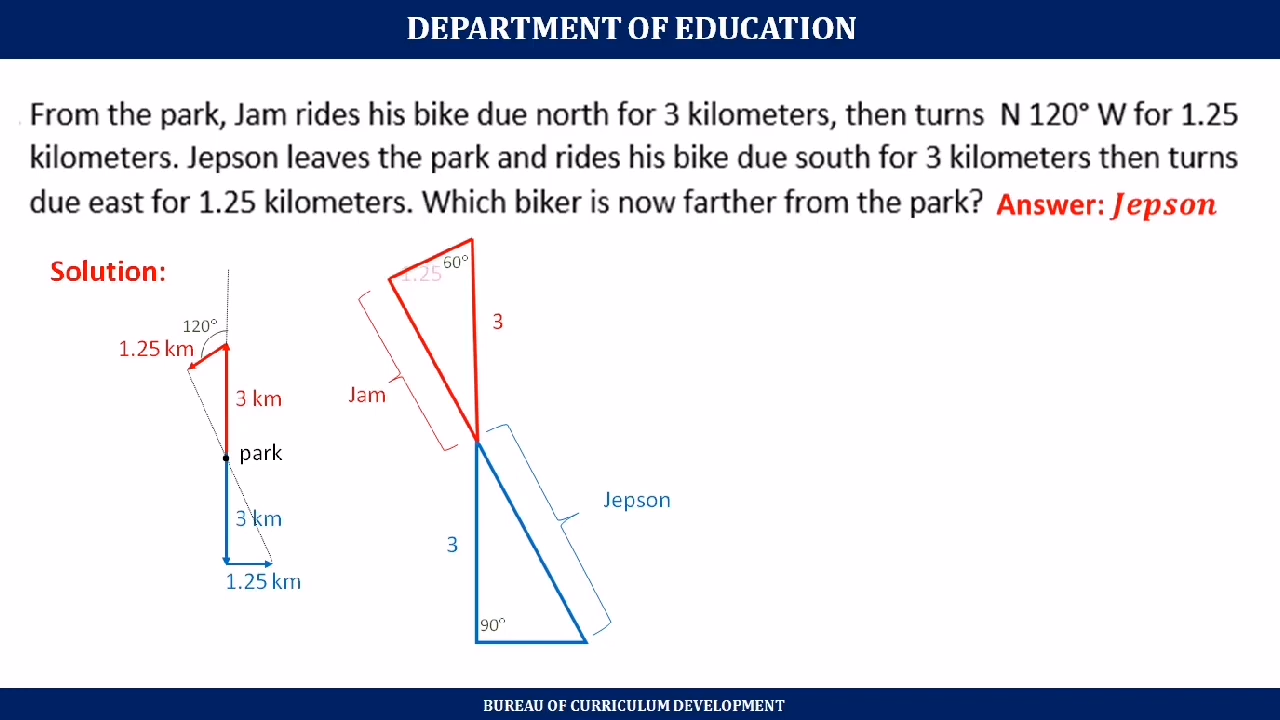 DEPARTMENT OF EDUCATION
From the park, Jam rides his bike due north for 3 kilometers, then turns N 120° W for 1.25
kilometers. Jepson leaves the park and rides his bike due south for 3 kilometers then turns
due east for 1.25 kilometers. Which biker is now farther from the park? Answer: Jepson
Solution:
120°
1.25 km
3 km
park
3 km
1.25 km
60°
1.25
3
Jam
Jepson
3
90°
BUREAU OF CURRICULUM DEVELOPMENT